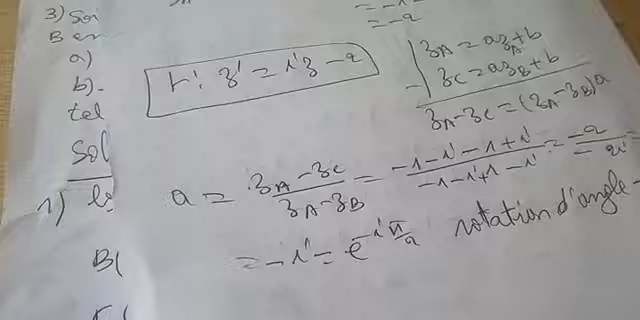 3) Soi
= -2
B en
a)
b).
tel
r: z' = iz - 2
zA = azA + b
zC = azB + b
zA - zC = (zA - zB)a
Sol
1) le
a = zA - zC / zA - zB = -1 - i - 1 + i / -1 - i + 1 - i = -2 / 2i =
= -i = e^-iπ/2 rotation d'angle -
B(